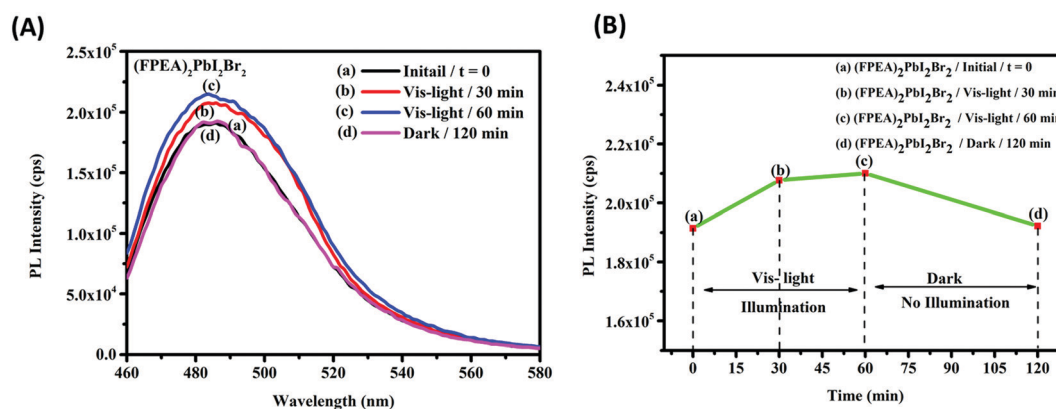 (A)
(FPEA)2PbI2Br2
(a) Initail / t = 0
(b) Vis-light / 30 min
(c) Vis-light / 60 min
(d) Dark / 120 min
(c)
(b)
(a)
(d)
2.5x10^5
2.0x10^5
1.5x10^5
1.0x10^5
5.0x10^4
0.0
PL Intensity (cps)
460 480 500 520 540 560 580
Wavelength (nm)
(B)
(a) (FPEA)2PbI2Br2 / Initial / t = 0
(b) (FPEA)2PbI2Br2 / Vis-light / 30 min
(c) (FPEA)2PbI2Br2 / Vis-light / 60 min
(d) (FPEA)2PbI2Br2 / Dark / 120 min
(a)
(b)
(c)
(d)
Vis- light
Illumination
Dark
No Illumination
2.4x10^5
2.2x10^5
2.0x10^5
1.8x10^5
1.6x10^5
PL Intensity (cps)
0 15 30 45 60 75 90 105 120
Time (min)